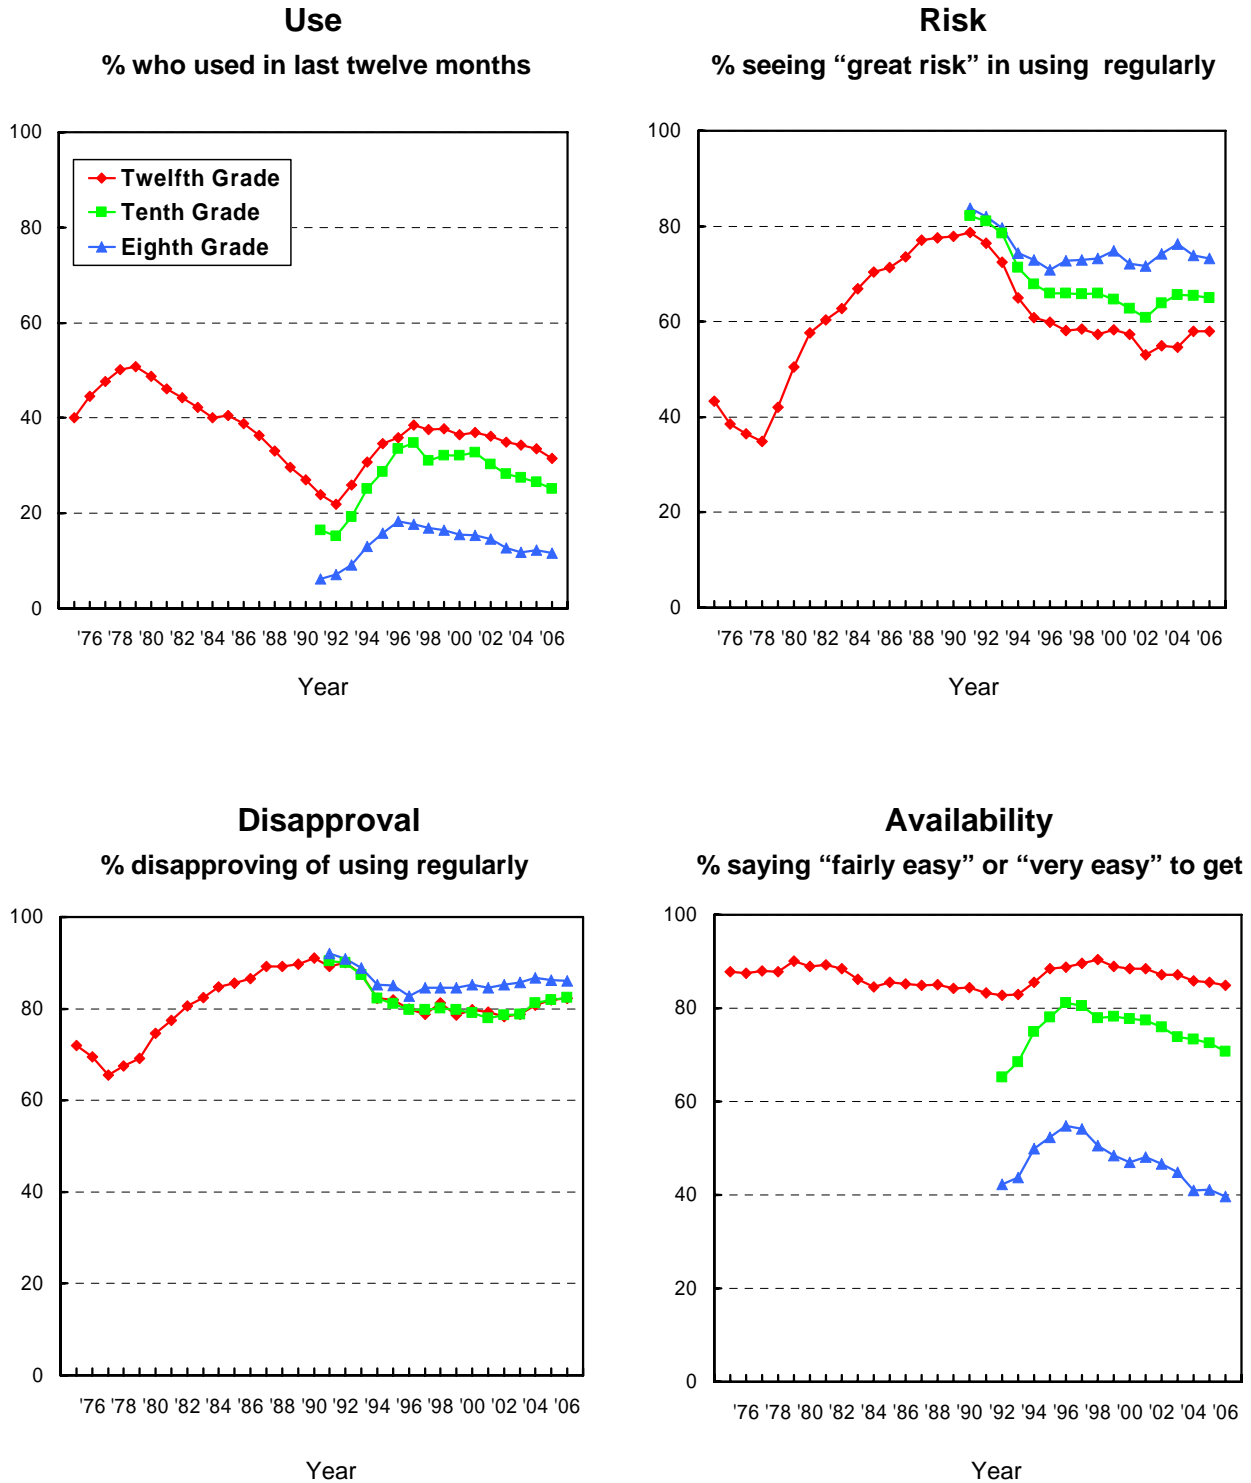 Use
% who used in last twelve months
100
80
60
40
20
0
Twelfth Grade
Tenth Grade
Eighth Grade
'76 '78 '80 '82 '84 '86 '88 '90 '92 '94 '96 '98 '00 '02 '04 '06
Year
Risk
% seeing “great risk” in using regularly
100
80
60
40
20
0
'76 '78 '80 '82 '84 '86 '88 '90 '92 '94 '96 '98 '00 '02 '04 '06
Year
Disapproval
% disapproving of using regularly
100
80
60
40
20
0
'76 '78 '80 '82 '84 '86 '88 '90 '92 '94 '96 '98 '00 '02 '04 '06
Year
Availability
% saying “fairly easy” or “very easy” to get
100
80
60
40
20
0
'76 '78 '80 '82 '84 '86 '88 '90 '92 '94 '96 '98 '00 '02 '04 '06
Year